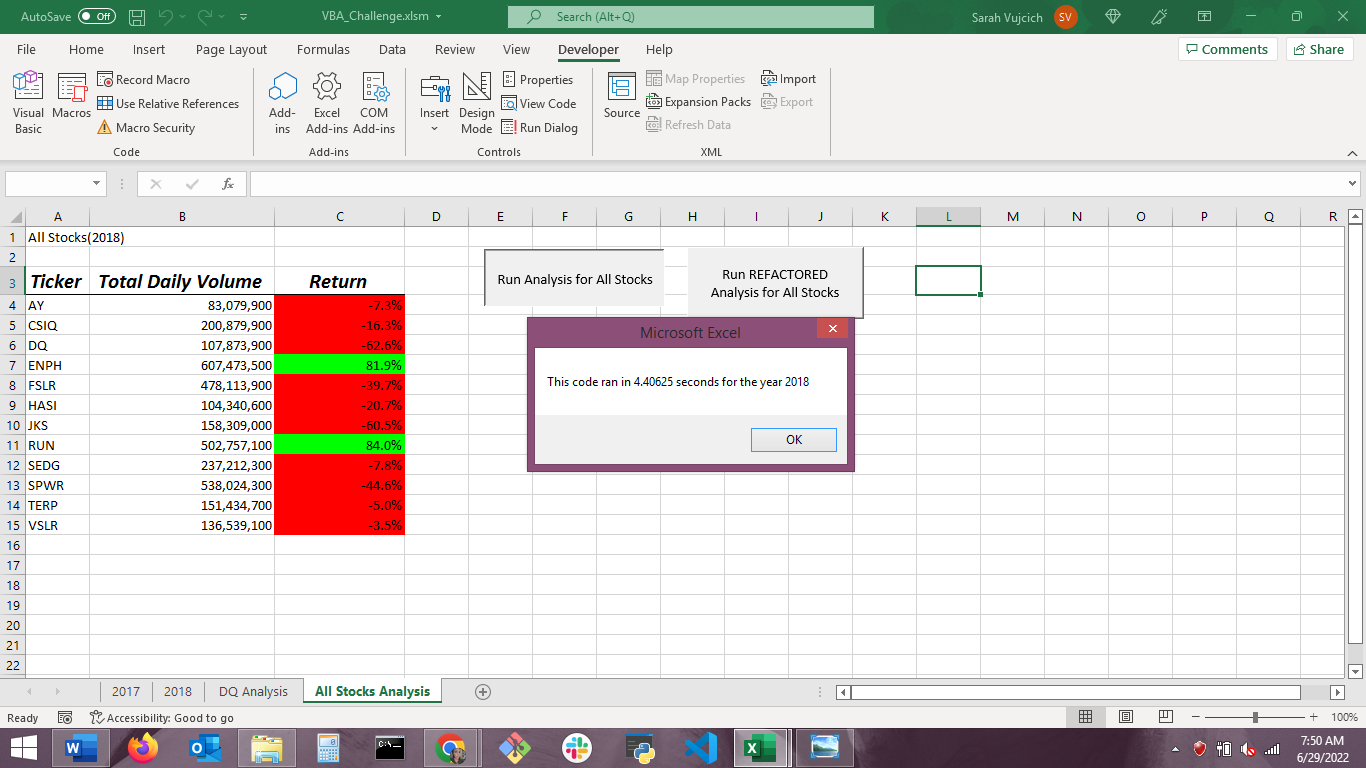 AutoSave Off VBA_Challenge.xlsm Search (Alt+Q) Sarah Vujcich SV
File Home Insert Page Layout Formulas Data Review View Developer Help Comments Share
Visual Basic
Macros
Record Macro
Use Relative References
Macro Security
Code
Add-ins
Excel Add-ins
COM Add-ins
Add-ins
Insert
Design Mode
Properties
View Code
Run Dialog
Controls
Source
Map Properties
Expansion Packs
Refresh Data
Import
Export
XML
fx
A B C D E F G H I J K L M N O P Q R
1 All Stocks(2018)
2
3 Ticker Total Daily Volume Return
4 AY 83,079,900 -7.3%
5 CSIQ 200,879,900 -16.3%
6 DQ 107,873,900 -62.6%
7 ENPH 607,473,500 81.9%
8 FSLR 478,113,900 -39.7%
9 HASI 104,340,600 -20.7%
10 JKS 158,309,000 -60.5%
11 RUN 502,757,100 84.0%
12 SEDG 237,212,300 -7.8%
13 SPWR 538,024,300 -44.6%
14 TERP 151,434,700 -5.0%
15 VSLR 136,539,100 -3.5%
16
17
18
19
20
21
22
Run Analysis for All Stocks
Run REFACTORED
Analysis for All Stocks
Microsoft Excel
This code ran in 4.40625 seconds for the year 2018
OK
2017 2018 DQ Analysis All Stocks Analysis
Ready Accessibility: Good to go 100%
7:50 AM
6/29/2022